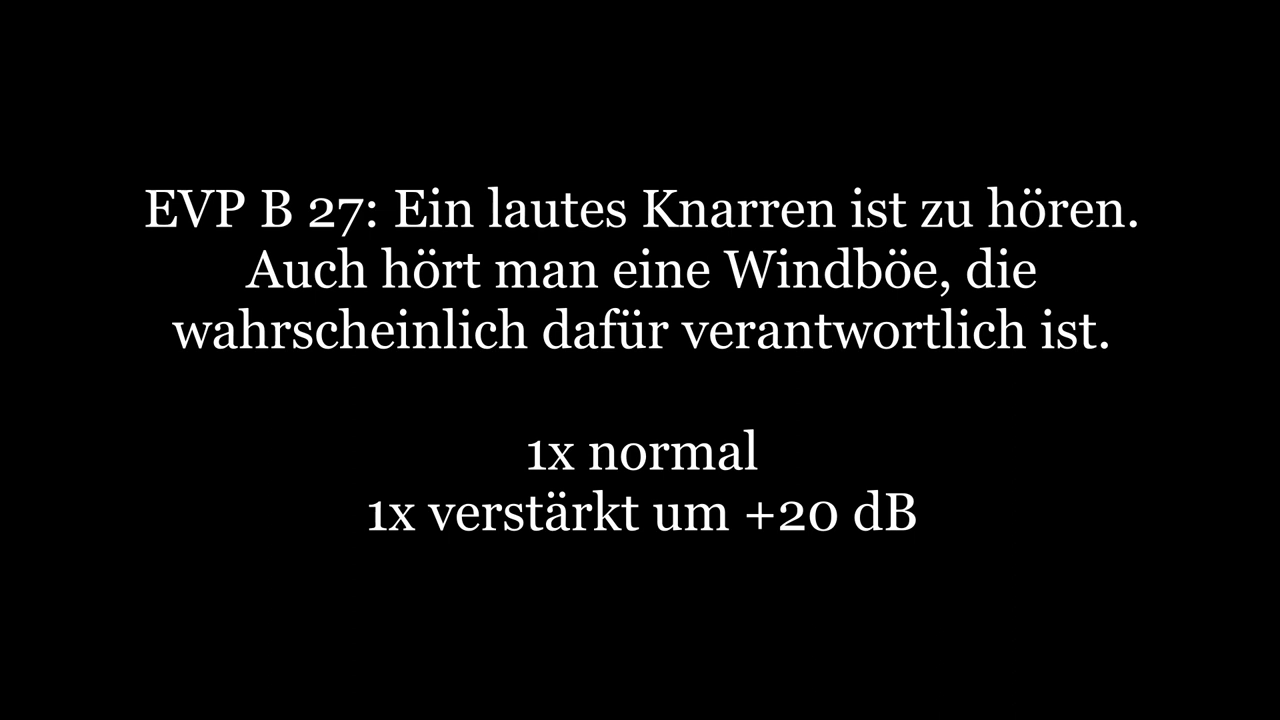 EVP B 27: Ein lautes Knarren ist zu hören.
Auch hört man eine Windböe, die
wahrscheinlich dafür verantwortlich ist.
1x normal
1x verstärkt um +20 dB